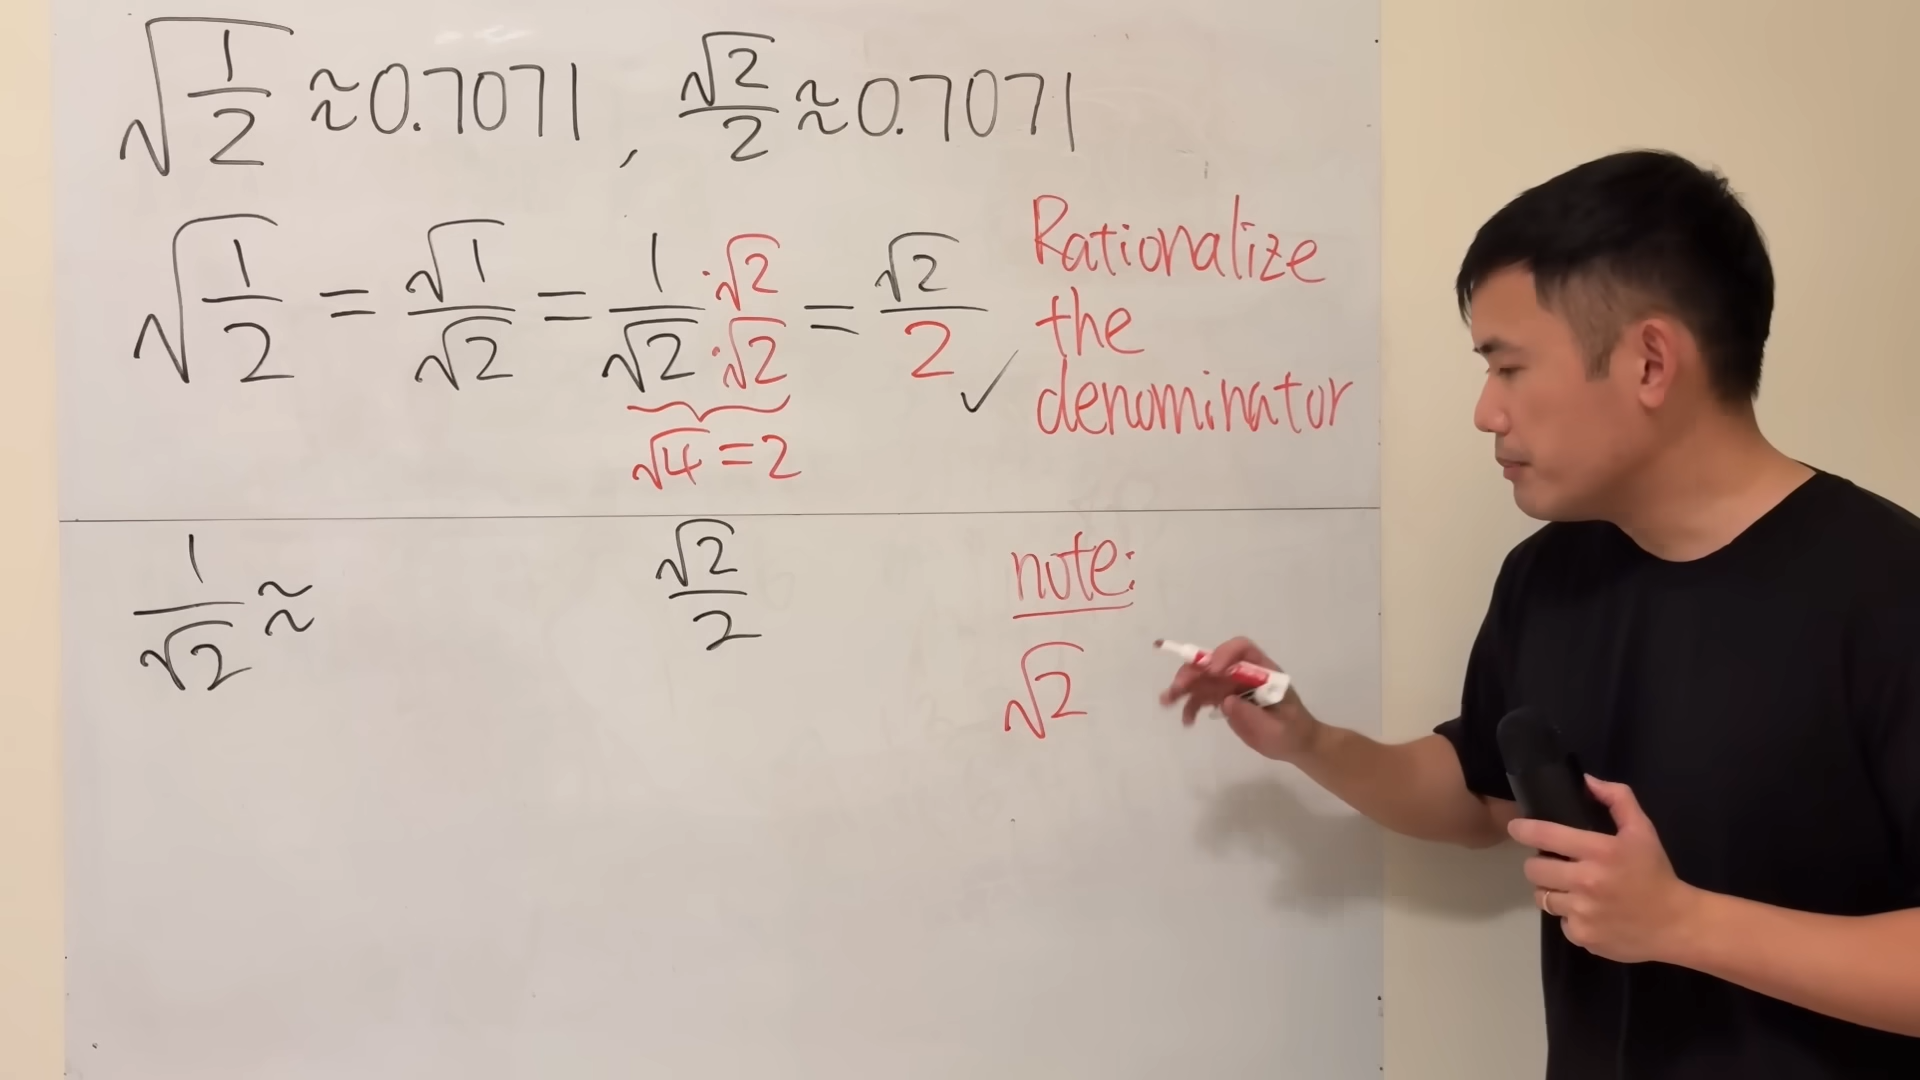 √(1/2) ≈ 0.7071 , √2/2 ≈ 0.7071
√(1/2) = √1/√2 = 1·√2/√2·√2 = √2/2 ✓
√4 = 2
Rationalize
the
denominator
1/√2 ≈
√2/2
note:
√2